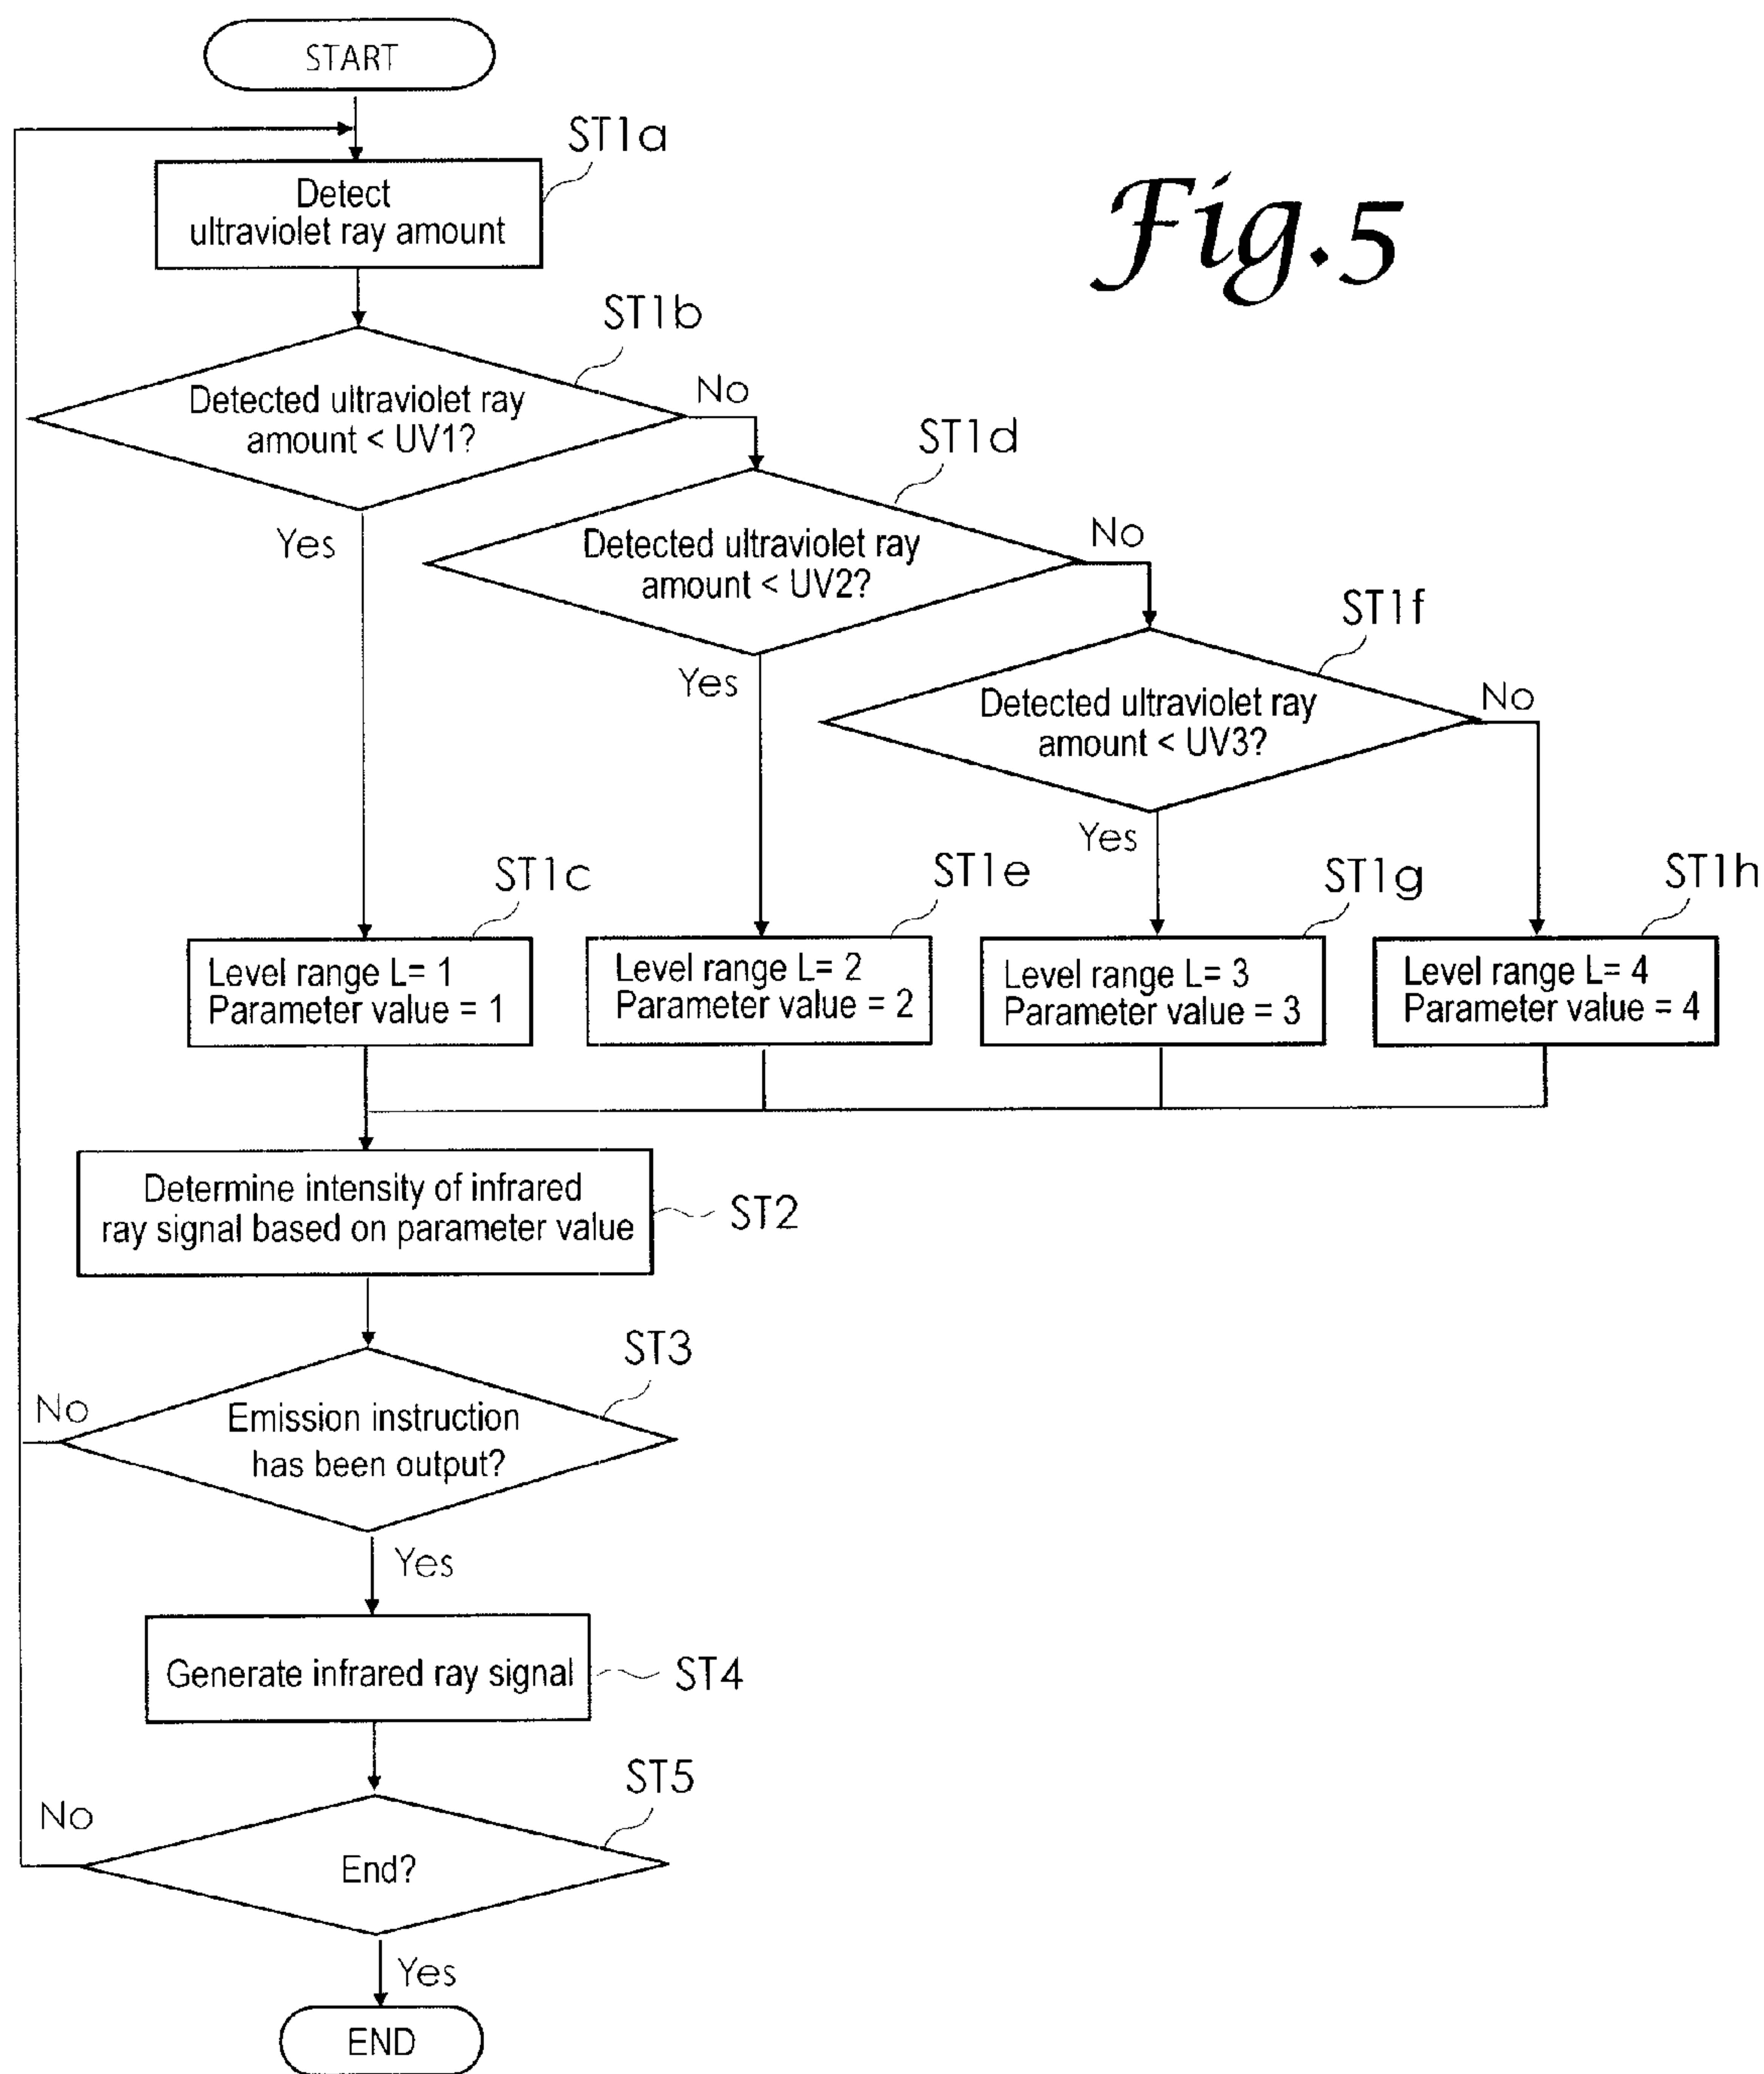 START
ST1a
Detect
ultraviolet ray amount
Fig.5
ST1b
Detected ultraviolet ray
amount < UV1?
No
Yes
ST1d
Detected ultraviolet ray
amount < UV2?
No
Yes
ST1f
Detected ultraviolet ray
amount < UV3?
No
Yes
ST1c
Level range L= 1
Parameter value = 1
ST1e
Level range L= 2
Parameter value = 2
ST1g
Level range L= 3
Parameter value = 3
ST1h
Level range L= 4
Parameter value = 4
Determine intensity of infrared
ray signal based on parameter value
ST2
ST3
No
Emission instruction
has been output?
Yes
Generate infrared ray signal
ST4
ST5
No
End?
Yes
END